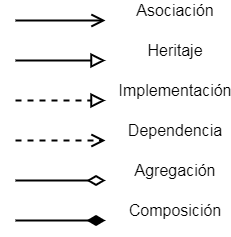 Asociación
Heritaje
Implementación
Dependencia
Agregación
Composición